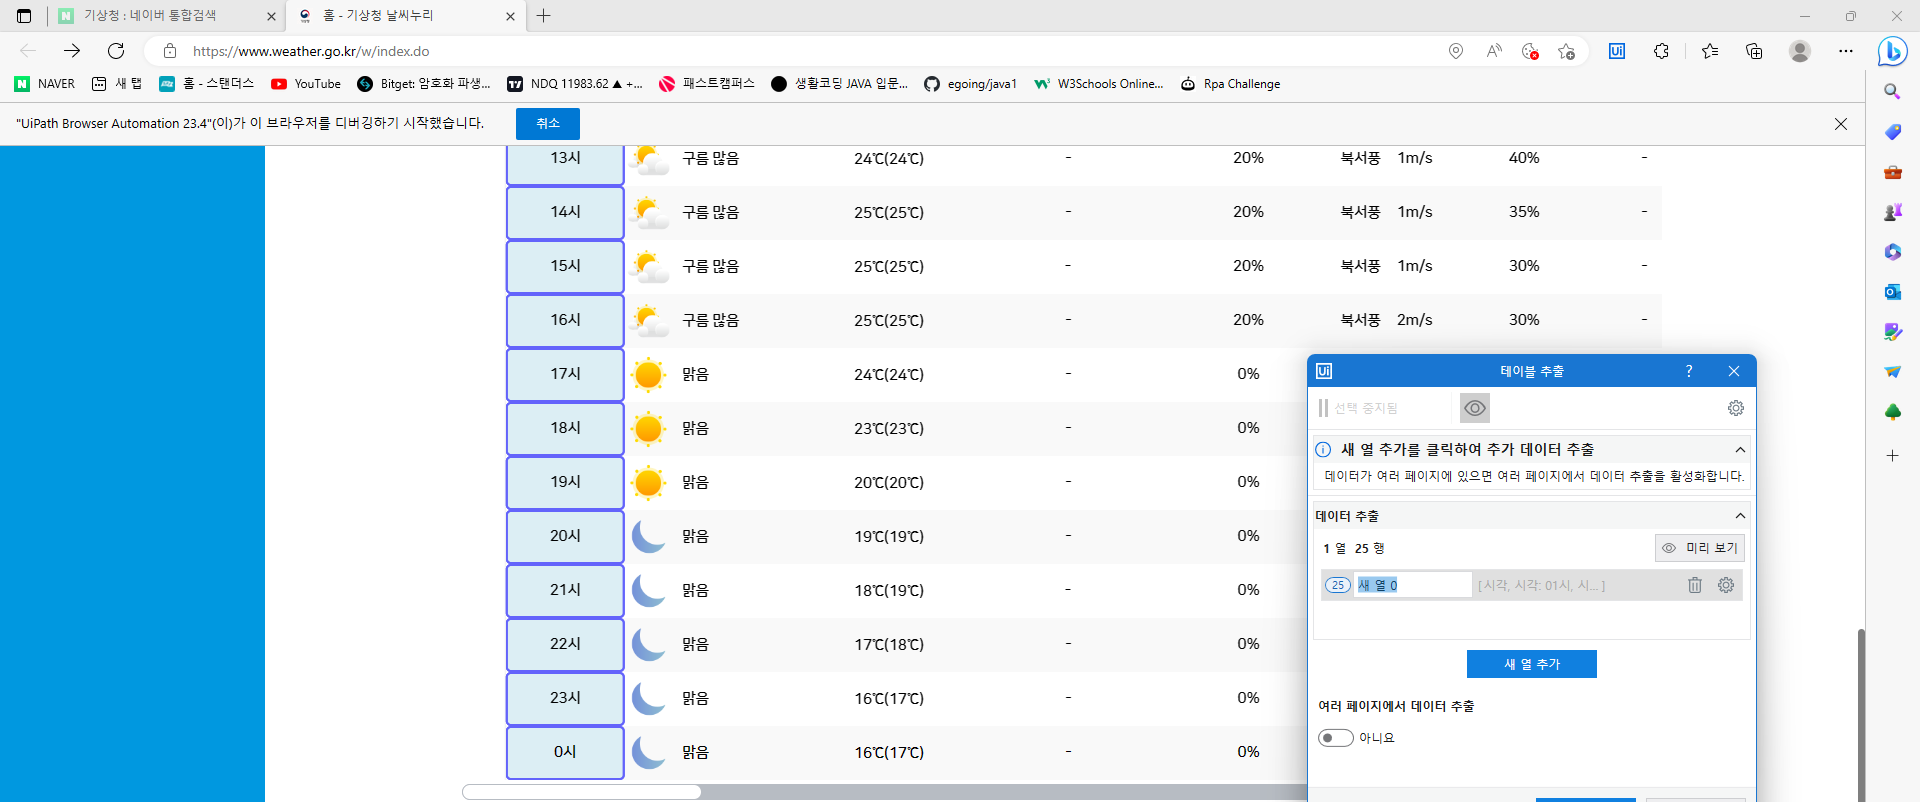 기상청 : 네이버 통합검색
홈 - 기상청 날씨누리
https://www.weather.go.kr/w/index.do
NAVER 새 탭 홈 - 스탠더스 YouTube Bitget: 암호화 파생... NDQ 11983.62 ▲ +... 패스트캠퍼스 생활코딩 JAVA 입문... egoing/java1 W3Schools Online... Rpa Challenge
"UiPath Browser Automation 23.4"(이)가 이 브라우저를 디버깅하기 시작했습니다. 취소
13시 구름 많음 24℃(24℃) - 20% 북서풍 1m/s 40% -
14시 구름 많음 25℃(25℃) - 20% 북서풍 1m/s 35% -
15시 구름 많음 25℃(25℃) - 20% 북서풍 1m/s 30% -
16시 구름 많음 25℃(25℃) - 20% 북서풍 2m/s 30% -
17시 맑음 24℃(24℃) - 0%
18시 맑음 23℃(23℃) - 0%
19시 맑음 20℃(20℃) - 0%
20시 맑음 19℃(19℃) - 0%
21시 맑음 18℃(19℃) - 0%
22시 맑음 17℃(18℃) - 0%
23시 맑음 16℃(17℃) - 0%
0시 맑음 16℃(17℃) - 0%
Ui 테이블 추출 ?
선택 중지됨
새 열 추가를 클릭하여 추가 데이터 추출
데이터가 여러 페이지에 있으면 여러 페이지에서 데이터 추출을 활성화합니다.
데이터 추출
1 열 25 행 미리 보기
25 새 열 0 [시각, 시각: 01시, 시... ]
새 열 추가
여러 페이지에서 데이터 추출
아니요